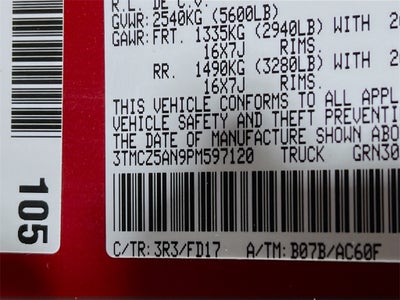 R.L. DE C.V.
GVWR: 2540KG (5600LB)
GAWR: FRT. 1335KG (2940LB) WITH
16X7J RIMS.
RR. 1490KG (3280LB) WITH
16X7J RIMS.
THIS VEHICLE CONFORMS TO ALL
VEHICLE SAFETY AND THEFT
THE DATE OF MANUFACTURE SHOWN
3TMCZ5AN9PM597120 TRUCK GRN30
C/TR: 3R3/FD17 A/TM: B07B/AC60F
105